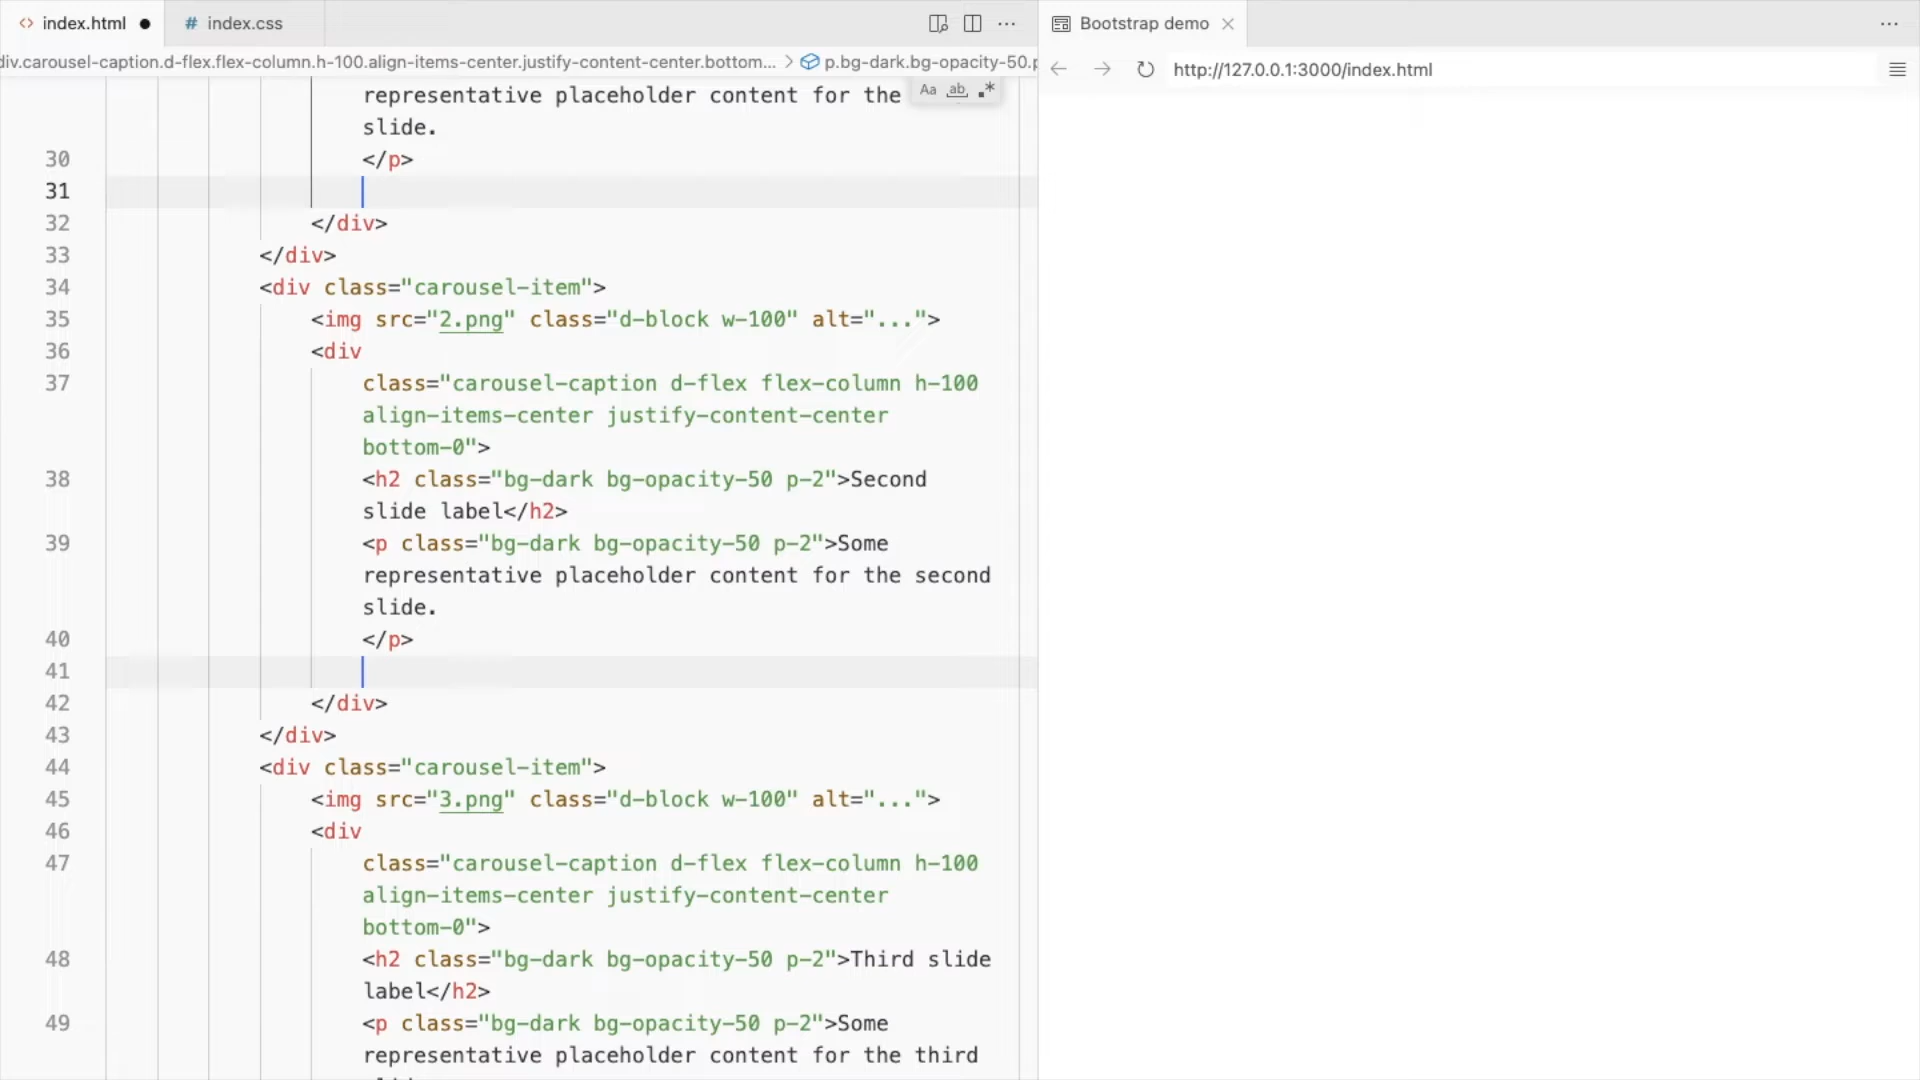 index.html
index.css
div.carousel-caption.d-flex.flex-column.h-100.align-items-center.justify-content-center.bottom... > p.bg-dark.bg-opacity-50.p
Aa ab .*
representative placeholder content for the
slide.
30 </p>
31
32 </div>
33 </div>
34 <div class="carousel-item">
35 <img src="2.png" class="d-block w-100" alt="...">
36 <div
37 class="carousel-caption d-flex flex-column h-100
align-items-center justify-content-center
bottom-0">
38 <h2 class="bg-dark bg-opacity-50 p-2">Second
slide label</h2>
39 <p class="bg-dark bg-opacity-50 p-2">Some
representative placeholder content for the second
slide.
40 </p>
41
42 </div>
43 </div>
44 <div class="carousel-item">
45 <img src="3.png" class="d-block w-100" alt="...">
46 <div
47 class="carousel-caption d-flex flex-column h-100
align-items-center justify-content-center
bottom-0">
48 <h2 class="bg-dark bg-opacity-50 p-2">Third slide
label</h2>
49 <p class="bg-dark bg-opacity-50 p-2">Some
representative placeholder content for the third
Bootstrap demo
http://127.0.0.1:3000/index.html